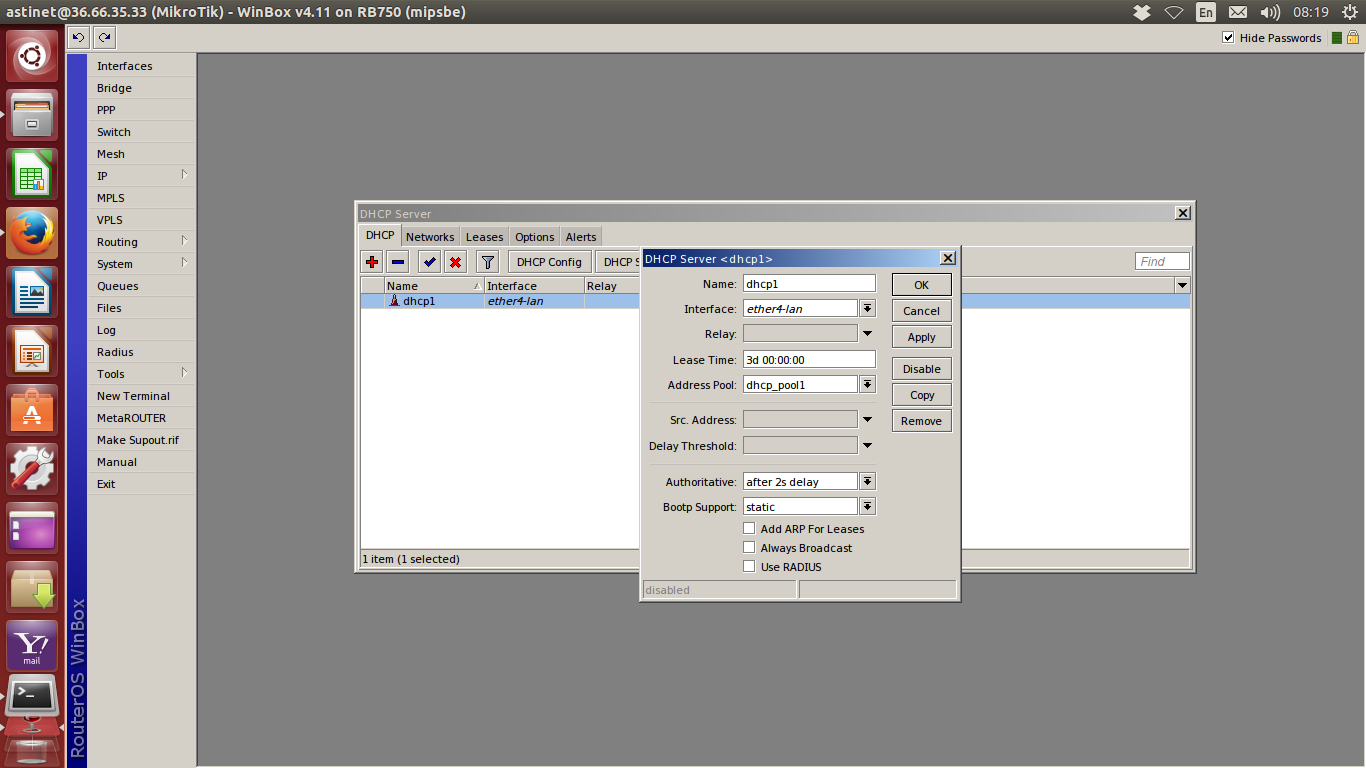 astinet@36.66.35.33 (MikroTik) - WinBox v4.11 on RB750 (mipsbe)
En
08:19
Hide Passwords
Interfaces
Bridge
PPP
Switch
Mesh
IP
MPLS
VPLS
Routing
System
Queues
Files
Log
Radius
Tools
New Terminal
MetaROUTER
Make Supout.rif
Manual
Exit
RouterOS WinBox
Y!
mail
DHCP Server
DHCP Networks Leases Options Alerts
DHCP Config DHCP S
Find
Name Interface Relay
dhcp1 ether4-lan
1 item (1 selected)
DHCP Server <dhcp1>
Name: dhcp1
Interface: ether4-lan
Relay:
Lease Time: 3d 00:00:00
Address Pool: dhcp_pool1
Src. Address:
Delay Threshold:
Authoritative: after 2s delay
Bootp Support: static
Add ARP For Leases
Always Broadcast
Use RADIUS
disabled
OK
Cancel
Apply
Disable
Copy
Remove